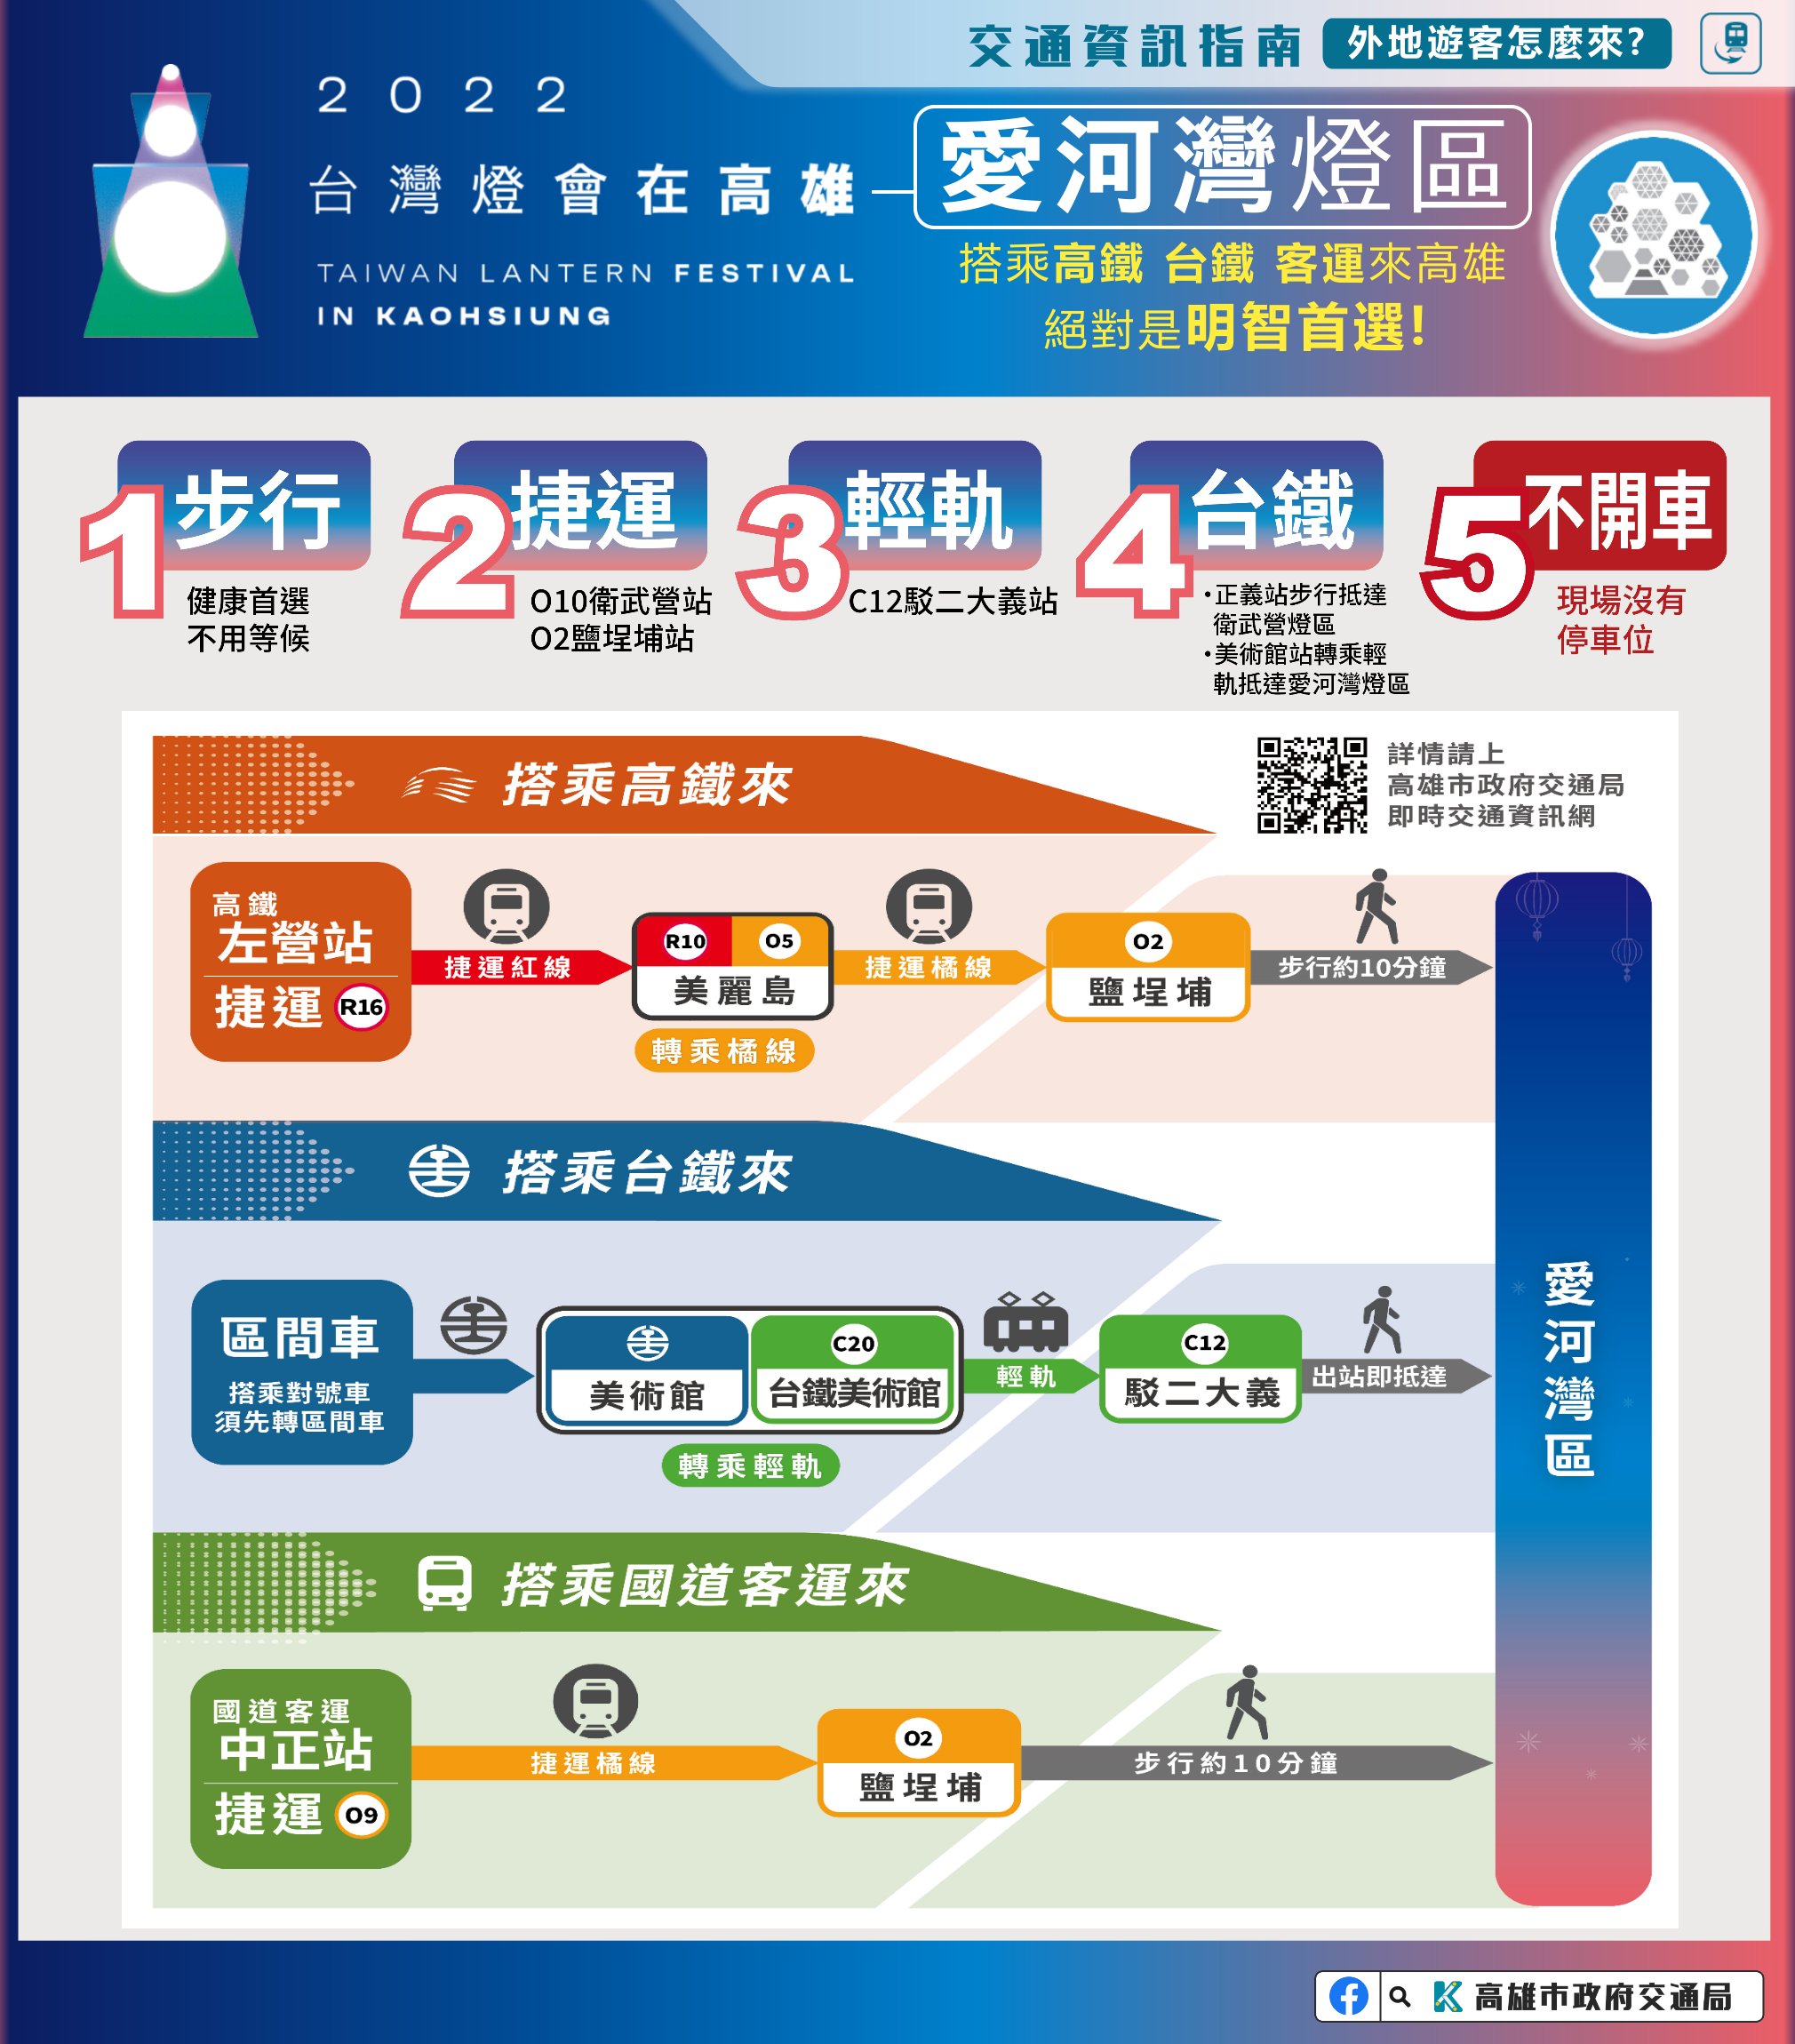 交通資訊指南 外地遊客怎麼來?
2022
台灣燈會在高雄
TAIWAN LANTERN FESTIVAL
IN KAOHSIUNG
愛河灣燈區
搭乘高鐵 台鐵 客運來高雄
絕對是明智首選!
1 步行
健康首選
不用等候
2 捷運
O10衛武營站
O2鹽埕埔站
3 輕軌
C12駁二大義站
4 台鐵
·正義站步行抵達
衛武營燈區
·美術館站轉乘輕
軌抵達愛河灣燈區
5 不開車
現場沒有
停車位
搭乘高鐵來
詳情請上
高雄市政府交通局
即時交通資訊網
高鐵
左營站
捷運 R16
捷運紅線
R10 O5
美麗島
轉乘橘線
捷運橘線
O2
鹽埕埔
步行約10分鐘
搭乘台鐵來
區間車
搭乘對號車
須先轉區間車
美術館
C20
台鐵美術館
轉乘輕軌
輕軌
C12
駁二大義
出站即抵達
愛河灣區
搭乘國道客運來
國道客運
中正站
捷運 O9
捷運橘線
O2
鹽埕埔
步行約10分鐘
高雄市政府交通局